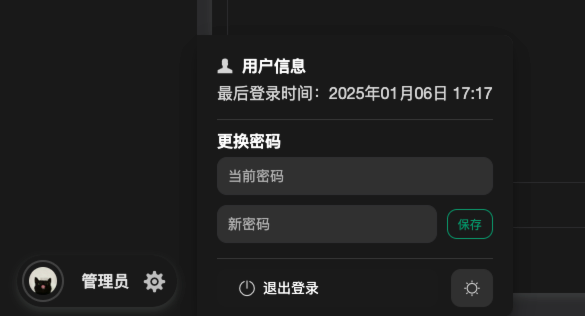 用户信息
最后登录时间：2025年01月06日 17:17
更换密码
当前密码
新密码
保存
管理员
退出登录